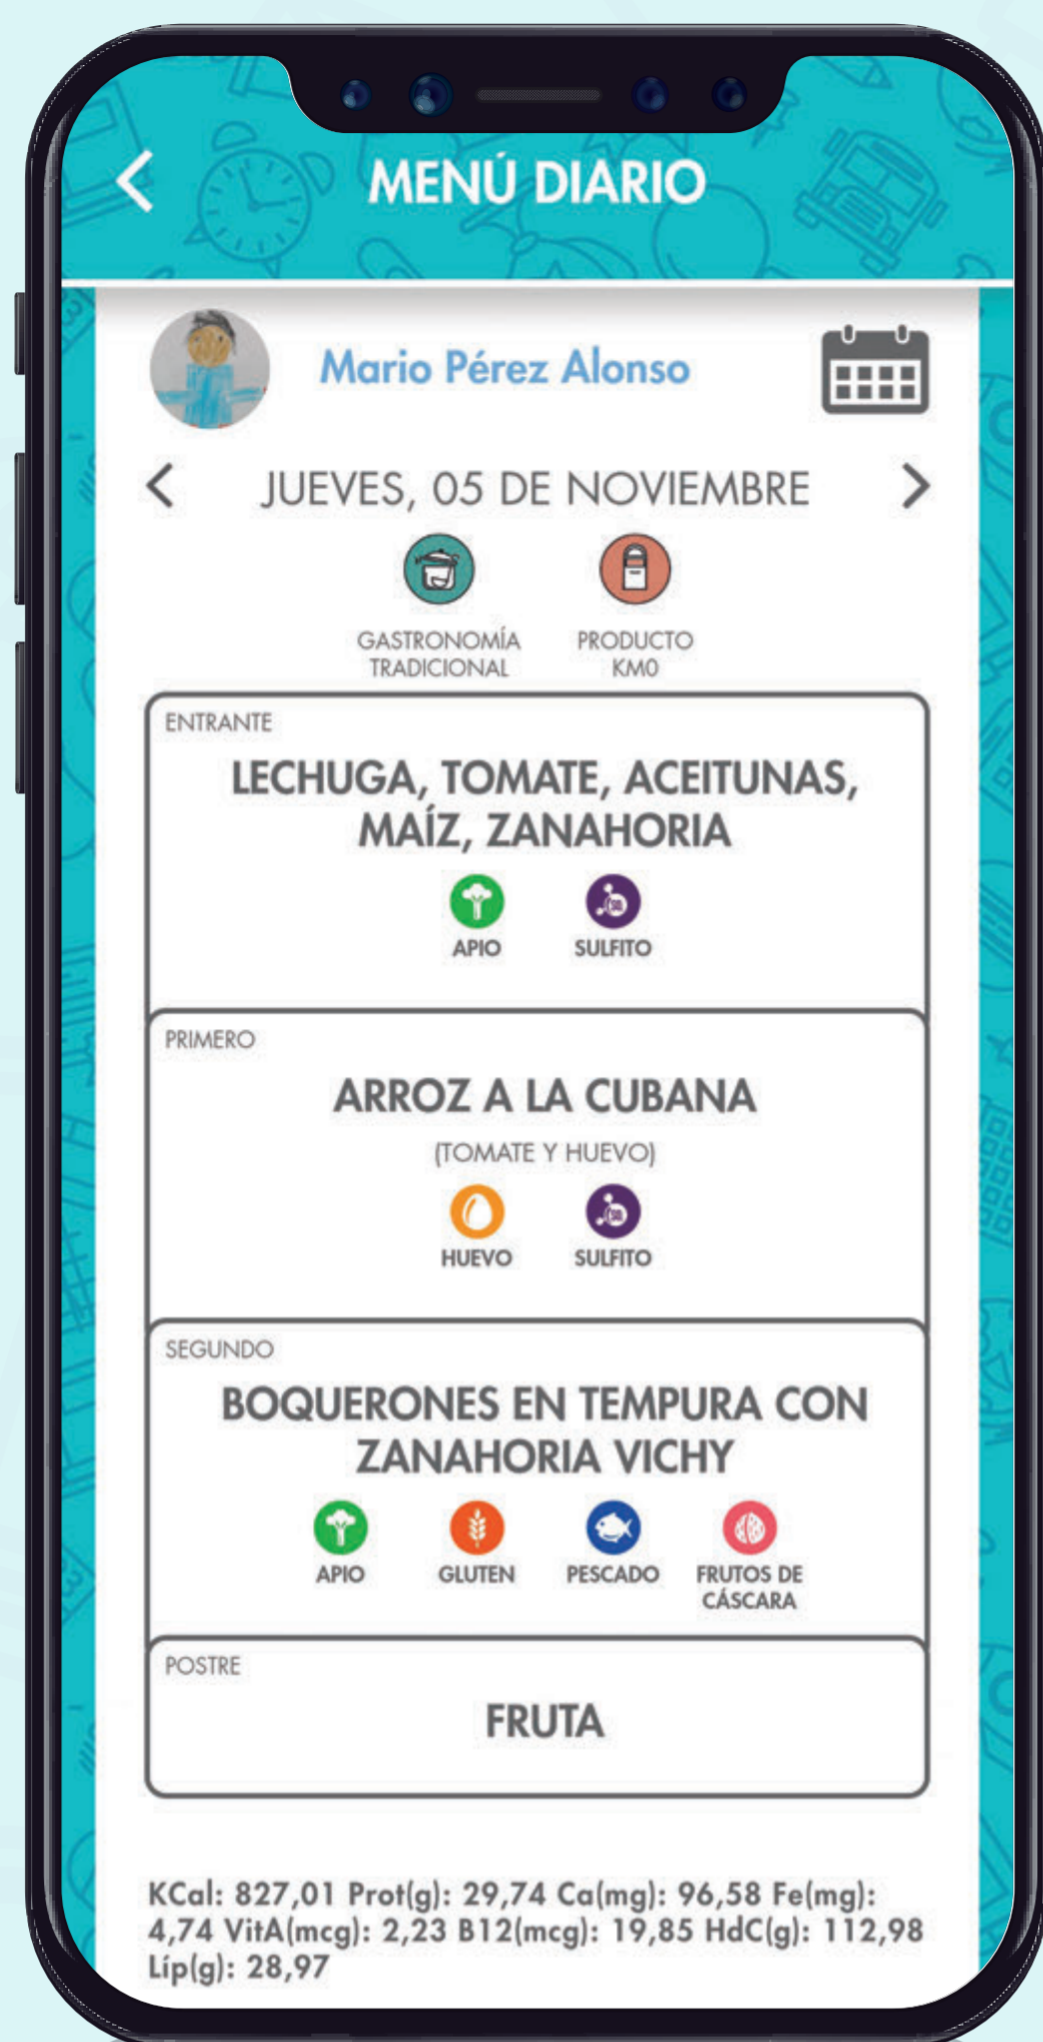 MENÚ DIARIO
Mario Pérez Alonso
JUEVES, 05 DE NOVIEMBRE
GASTRONOMÍA
TRADICIONAL
PRODUCTO
KM0
ENTRANTE
LECHUGA, TOMATE, ACEITUNAS,
MAÍZ, ZANAHORIA
APIO
SULFITO
PRIMERO
ARROZ A LA CUBANA
(TOMATE Y HUEVO)
HUEVO
SULFITO
SEGUNDO
BOQUERONES EN TEMPURA CON
ZANAHORIA VICHY
APIO
GLUTEN
PESCADO
FRUTOS DE
CÁSCARA
POSTRE
FRUTA
KCal: 827,01 Prot(g): 29,74 Ca(mg): 96,58 Fe(mg):
4,74 VitA(mcg): 2,23 B12(mcg): 19,85 HdC(g): 112,98
Líp(g): 28,97